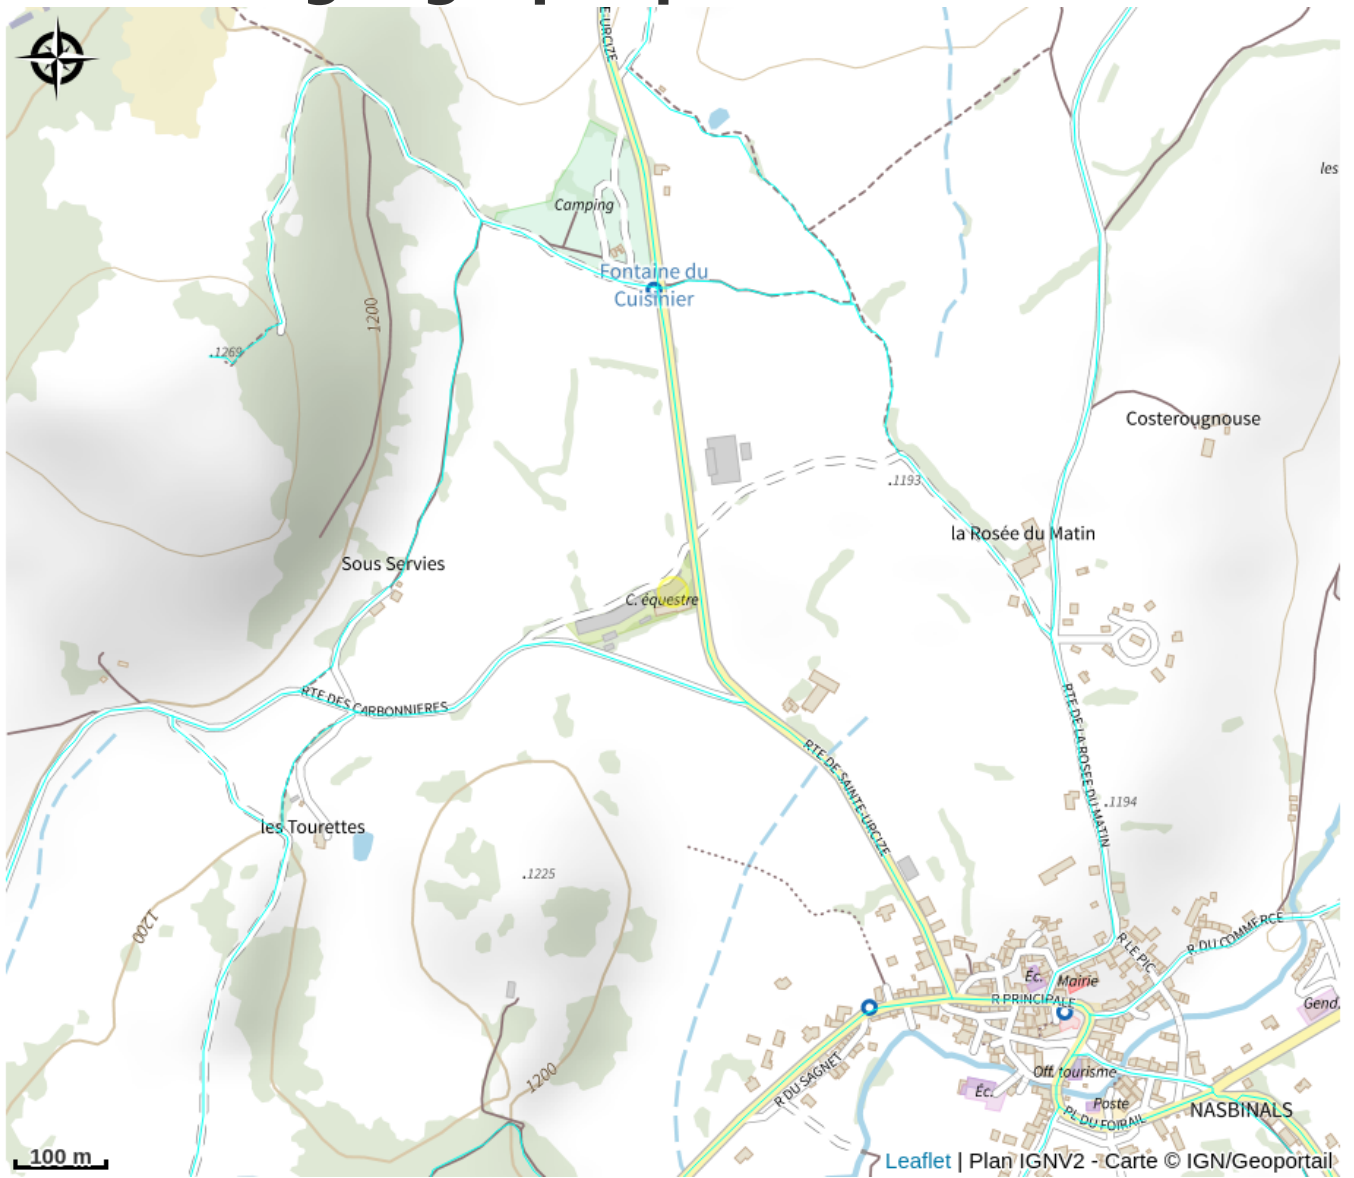 E-URCIZE
les
Camping
Fontaine du
Cuisinier
1200
.1269
Costerougnouse
.1193
la Rosée du Matin
Sous Servies
C. équestre
RTE DES CARBONNIERES
RTE DE LA ROSEE DU MATIN
RTE DE SAINTE-URCIZE
.1194
les Tourettes
.1225
1200
R LE PIC
R DU COMMERCE
Éc.
Mairie
R PRINCIPALE
Gend.
1200
R DU SAGNET
Off. tourisme
Éc.
Poste
PL DU FOIRAIL
NASBINALS
100 m
Leaflet | Plan IGNV2 - Carte © IGN/Geoportail